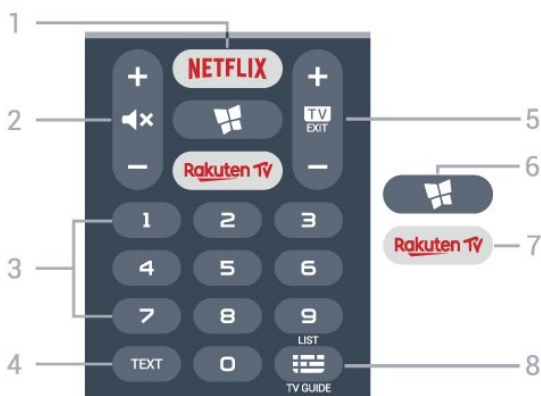 1
+ NETFLIX +
2 TV 5
EXIT
6
− Rakuten TV −
1 2 3
Rakuten TV 7
3 4 5 6
7 8 9
LIST
4 TEXT 0 8
TV GUIDE